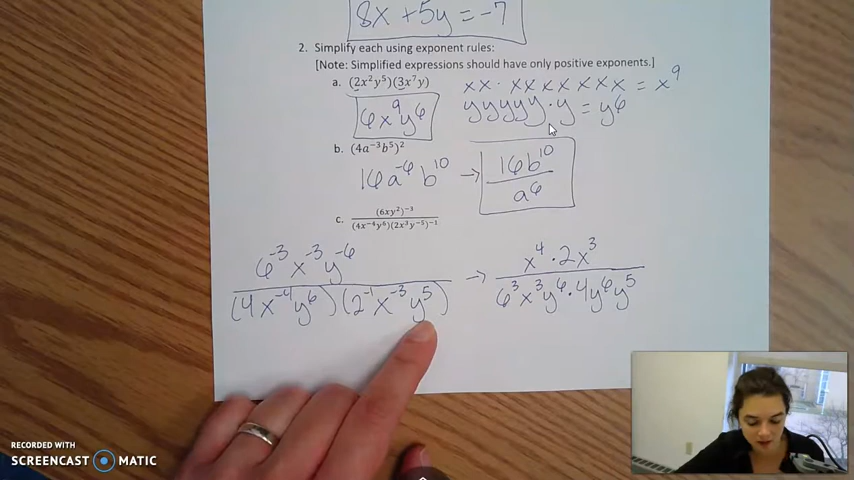 8x + 5y = -7
2. Simplify each using exponent rules:
[Note: Simplified expressions should have only positive exponents.]
a. (2x²y⁵)(3x⁷y)
xx · xxxxxxx = x⁹
yyyyy · y = y⁶
6x⁹y⁶
b. (4a⁻³b⁵)²
16a⁻⁶b¹⁰ → 16b¹⁰/a⁶
c. (6xy²)⁻³/(4x⁻⁴y⁶)(2x³y⁻⁵)⁻¹
6⁻³x⁻³y⁻⁶/(4x⁻⁴y⁶)(2⁻¹x⁻³y⁵) → x⁴·2x³/6³x³y⁶·4y⁶y⁵
RECORDED WITH
SCREENCAST O MATIC